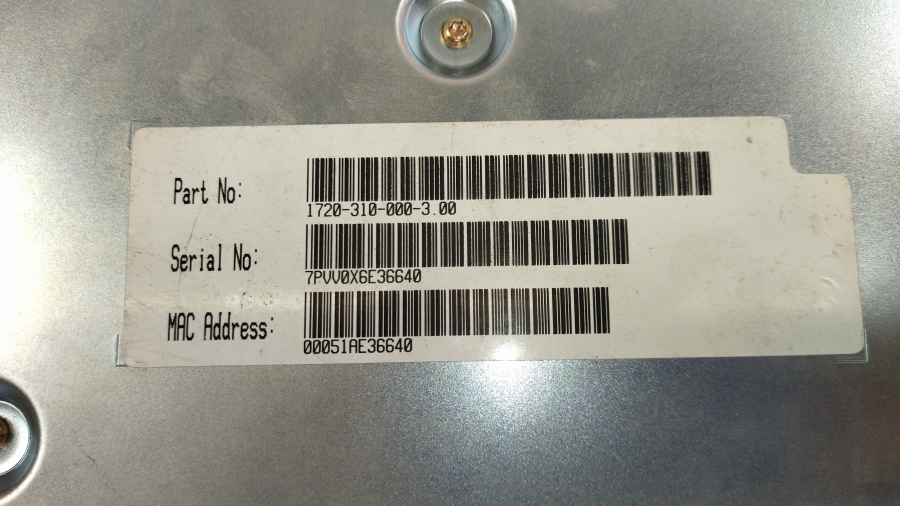 Part No:
1720-310-000-3.00
Serial No:
7PVV0X6E36640
MAC Address:
00051AE36640